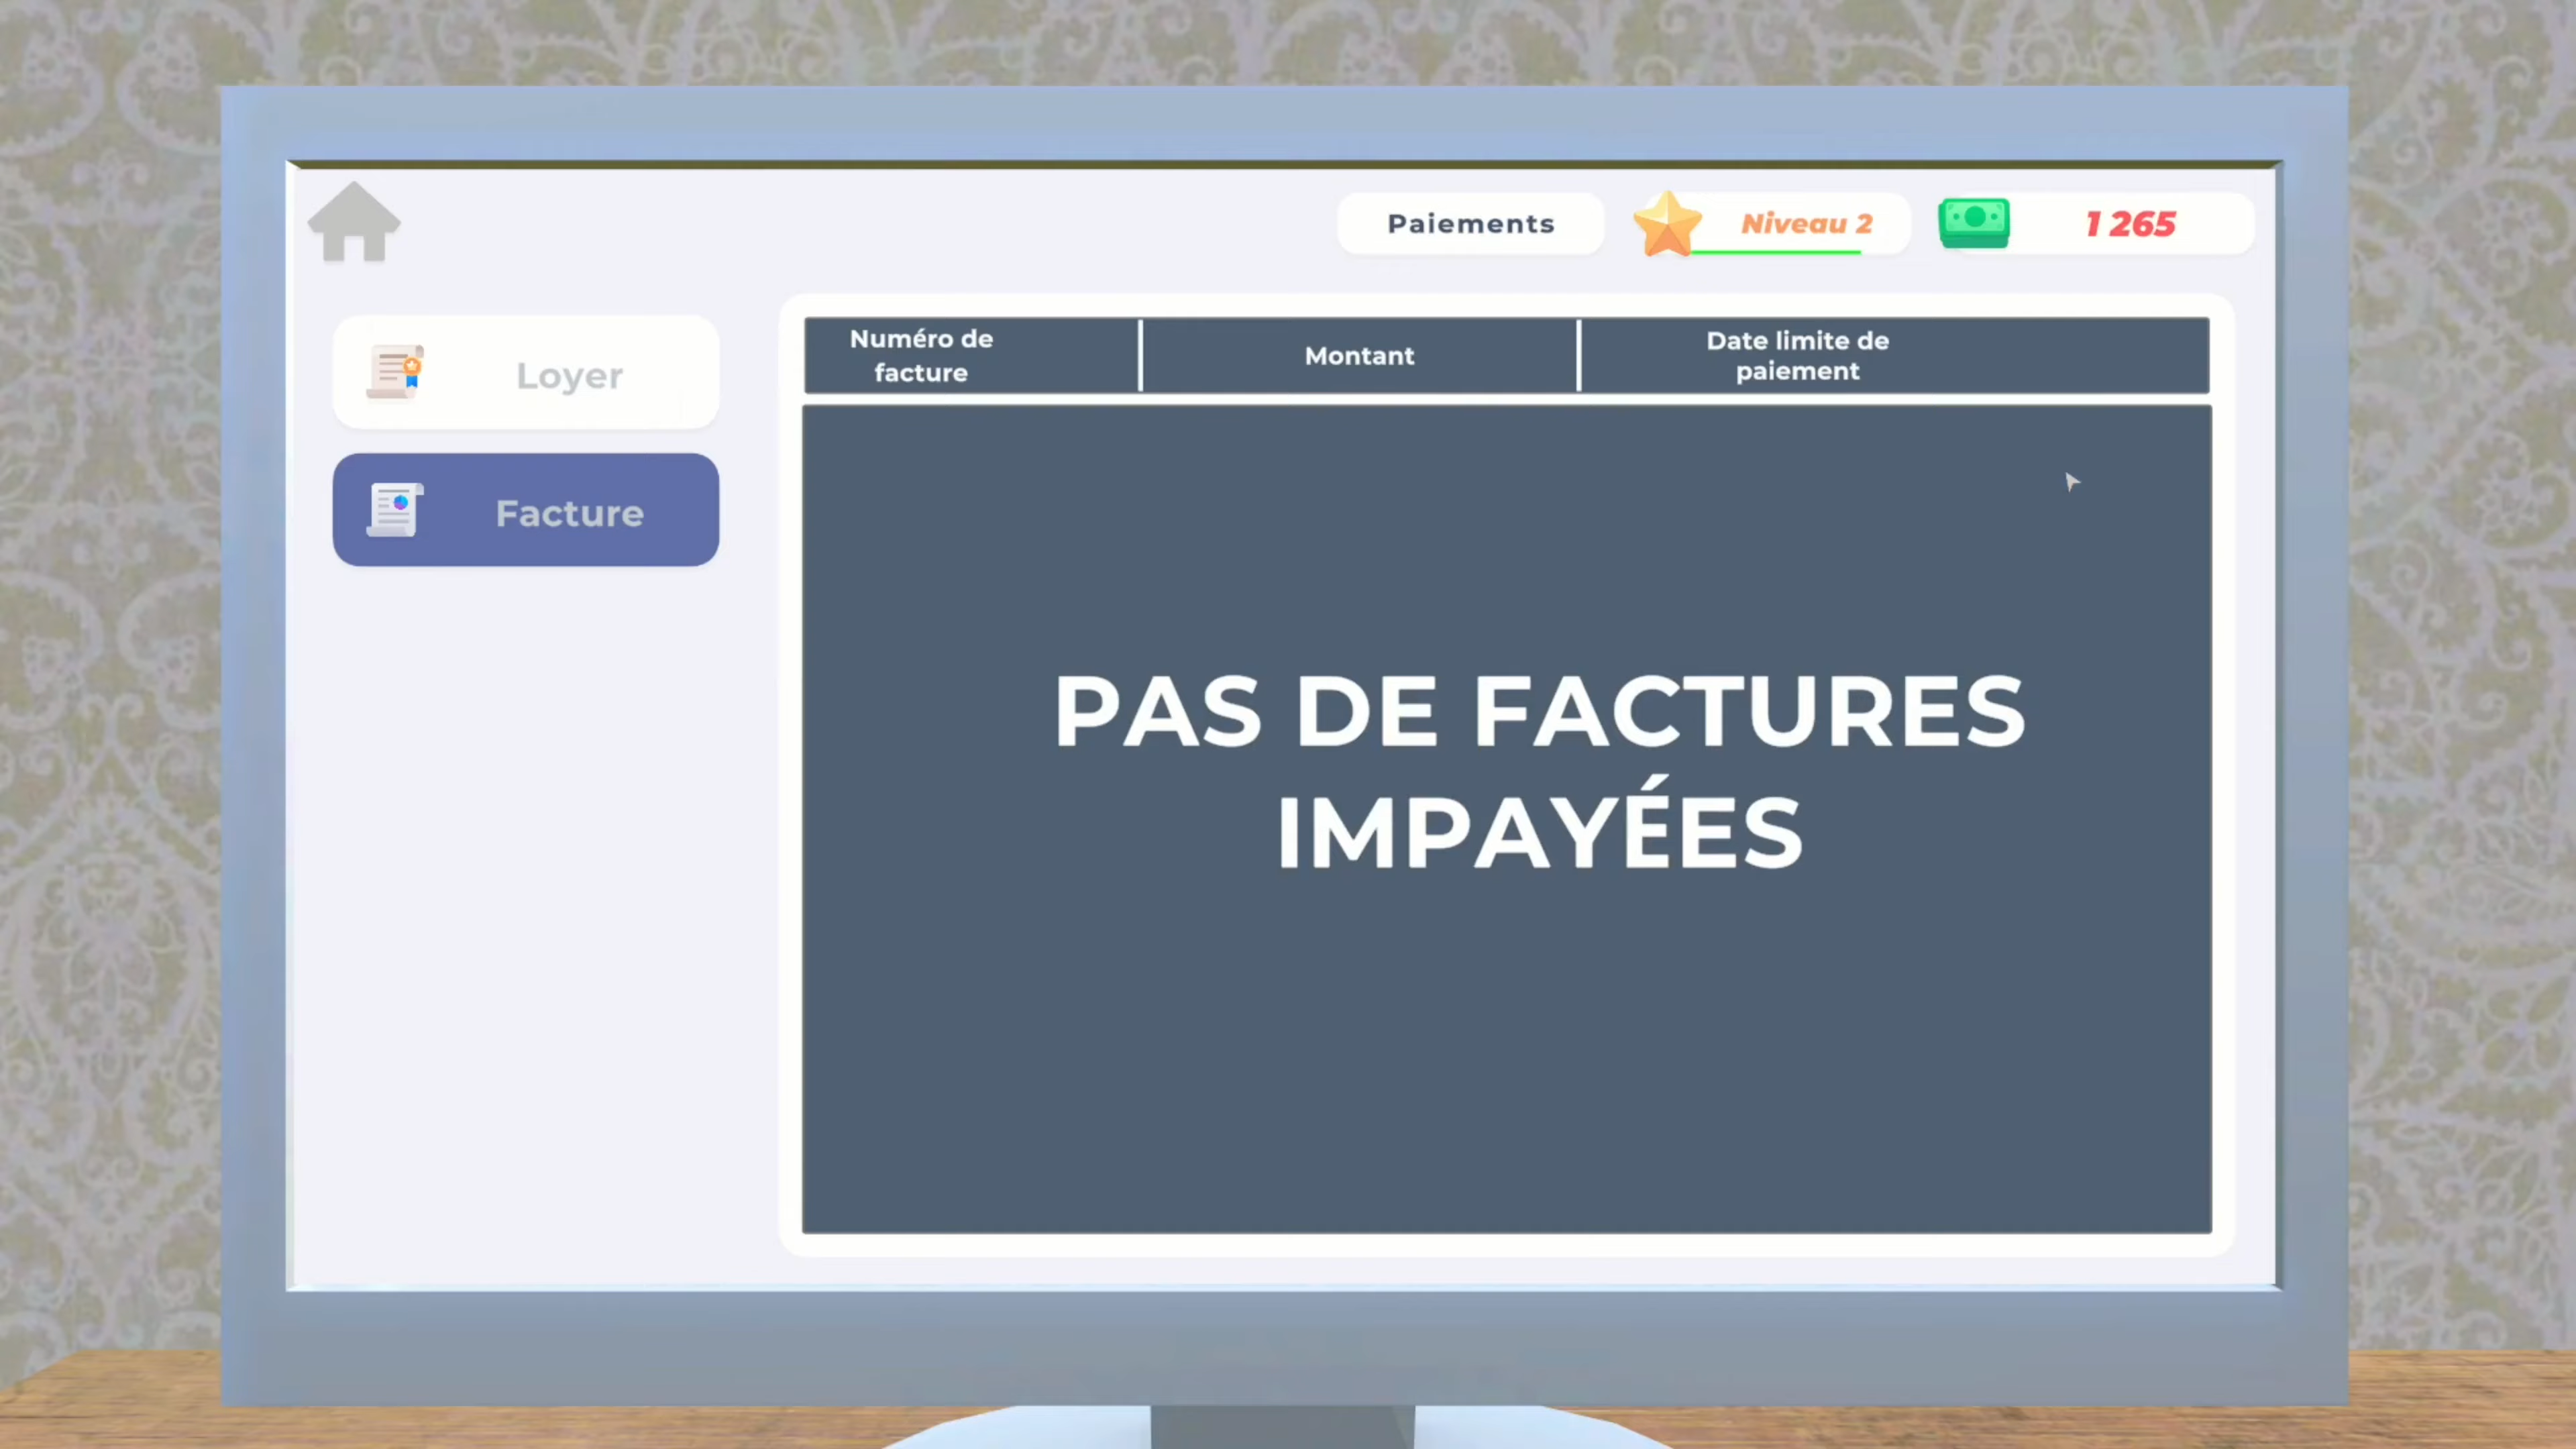 Paiements
Niveau 2
1 265
Loyer
Facture
Numéro de
facture
Montant
Date limite de
paiement
PAS DE FACTURES
IMPAYÉES